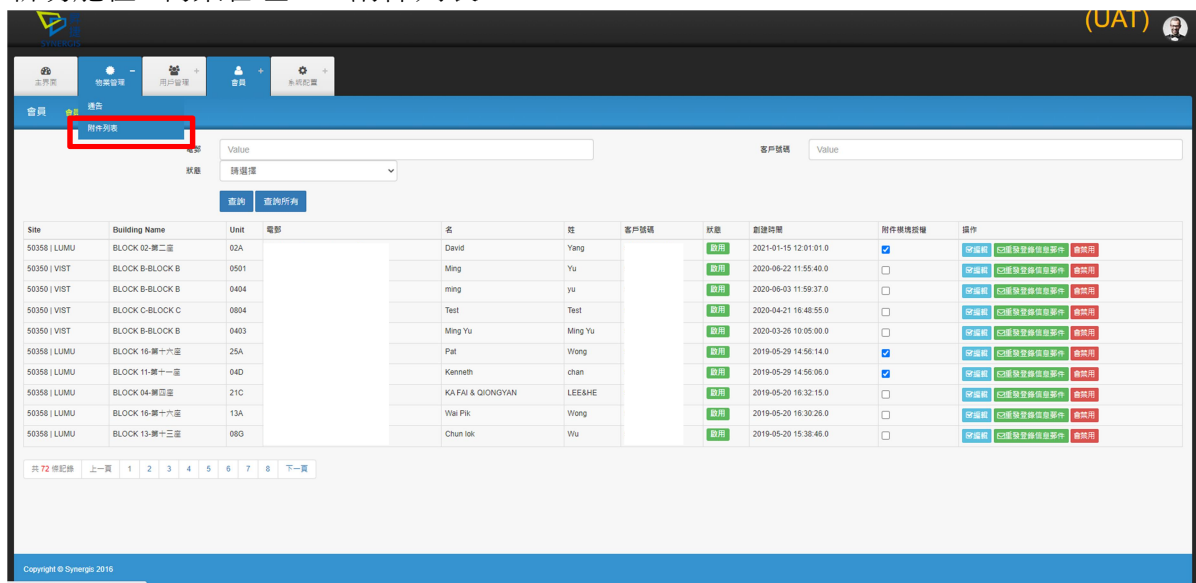 (UAT)
SYNERGIS
主界面 物業管理 用戶管理 會員 系統配置
會員
通告
附件列表
電郵 Value 客戶號碼 Value
狀態 請選擇
查詢 查詢所有
Site Building Name Unit 電郵 名 姓 客戶號碼 狀態 創建時間 附件模塊授權 操作
50358 | LUMU BLOCK 02-第二座 02A David Yang 啟用 2021-01-15 12:01:01.0 編輯 重發登錄信息郵件 禁用
50350 | VIST BLOCK B-BLOCK B 0501 Ming Yu 啟用 2020-06-22 11:55:40.0 編輯 重發登錄信息郵件 禁用
50350 | VIST BLOCK B-BLOCK B 0404 ming yu 啟用 2020-06-03 11:59:37.0 編輯 重發登錄信息郵件 禁用
50350 | VIST BLOCK C-BLOCK C 0804 Test Test 啟用 2020-04-21 16:48:55.0 編輯 重發登錄信息郵件 禁用
50350 | VIST BLOCK B-BLOCK B 0403 Ming Yu Ming Yu 啟用 2020-03-26 10:05:00.0 編輯 重發登錄信息郵件 禁用
50358 | LUMU BLOCK 16-第十六座 25A Pat Wong 啟用 2019-05-29 14:56:14.0 編輯 重發登錄信息郵件 禁用
50358 | LUMU BLOCK 11-第十一座 04D Kenneth chan 啟用 2019-05-29 14:56:06.0 編輯 重發登錄信息郵件 禁用
50358 | LUMU BLOCK 04-第四座 21C KA FAI & QIONGYAN LEE&HE 啟用 2019-05-20 16:32:15.0 編輯 重發登錄信息郵件 禁用
50358 | LUMU BLOCK 16-第十六座 13A Wai Pik Wong 啟用 2019-05-20 16:30:26.0 編輯 重發登錄信息郵件 禁用
50358 | LUMU BLOCK 13-第十三座 08G Chun lok Wu 啟用 2019-05-20 15:38:46.0 編輯 重發登錄信息郵件 禁用
共 72 條記錄 上一頁 1 2 3 4 5 6 7 8 下一頁
Copyright © Synergis 2016